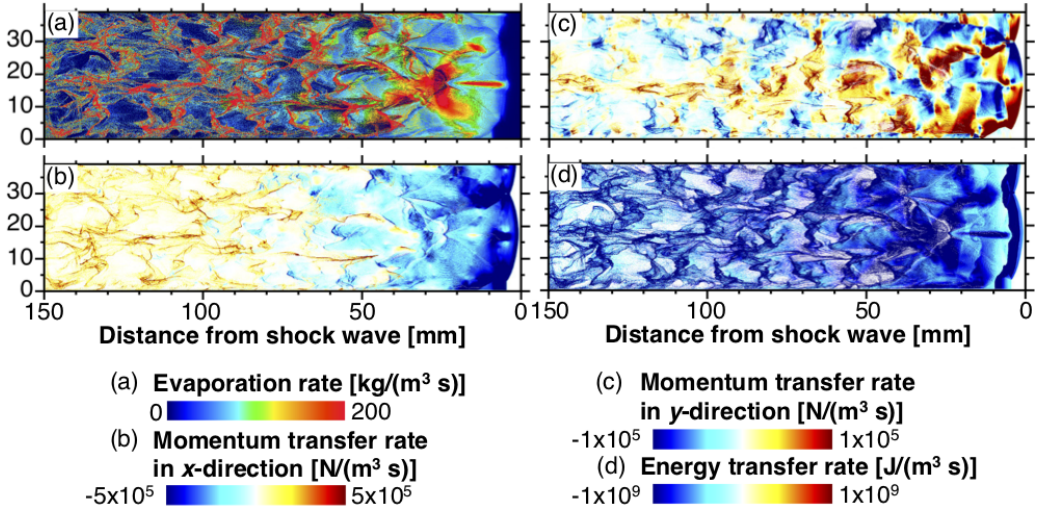 (a)
30
20
10
0
(b)
30
20
10
0
150 100 50 0
Distance from shock wave [mm]
(c)
(d)
150 100 50 0
Distance from shock wave [mm]
(a) Evaporation rate [kg/(m³ s)]
0 200
(b) Momentum transfer rate
in x-direction [N/(m³ s)]
-5x10⁵ 5x10⁵
(c) Momentum transfer rate
in y-direction [N/(m³ s)]
-1x10⁵ 1x10⁵
(d) Energy transfer rate [J/(m³ s)]
-1x10⁹ 1x10⁹